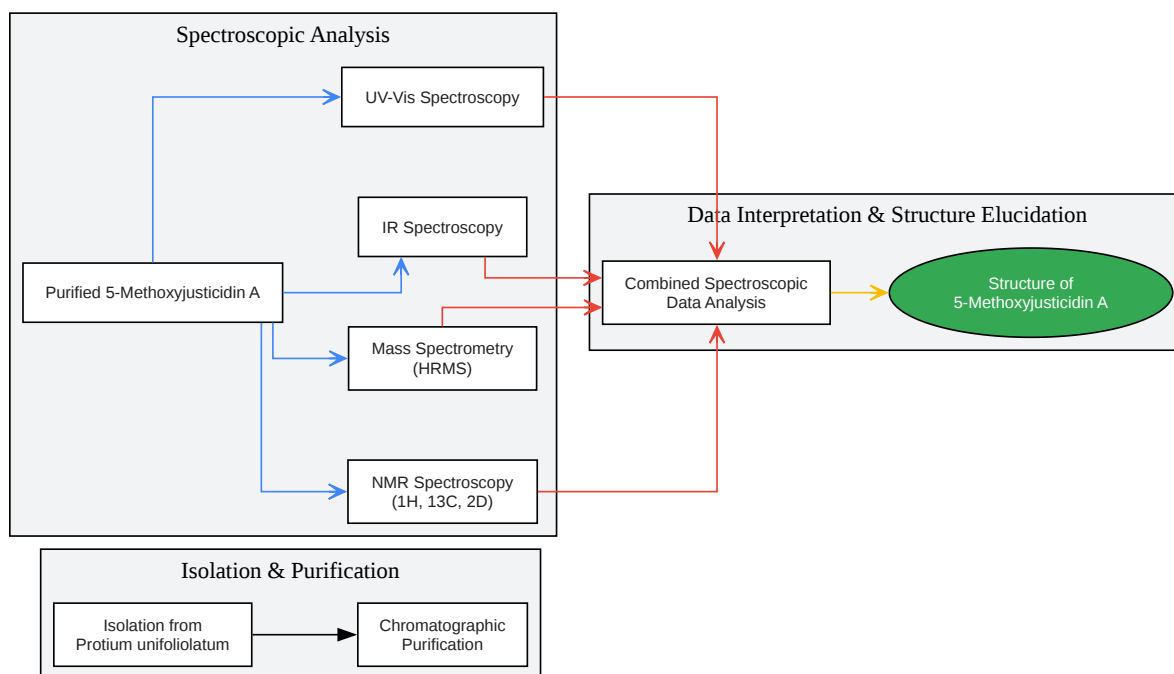 Spectroscopic Analysis
UV-Vis Spectroscopy
IR Spectroscopy
Purified 5-Methoxyjusticidin A
Mass Spectrometry
(HRMS)
NMR Spectroscopy
(1H, 13C, 2D)
Data Interpretation & Structure Elucidation
Combined Spectroscopic
Data Analysis
Structure of
5-Methoxyjusticidin A
Isolation & Purification
Isolation from
Protium unifoliolatum
Chromatographic
Purification